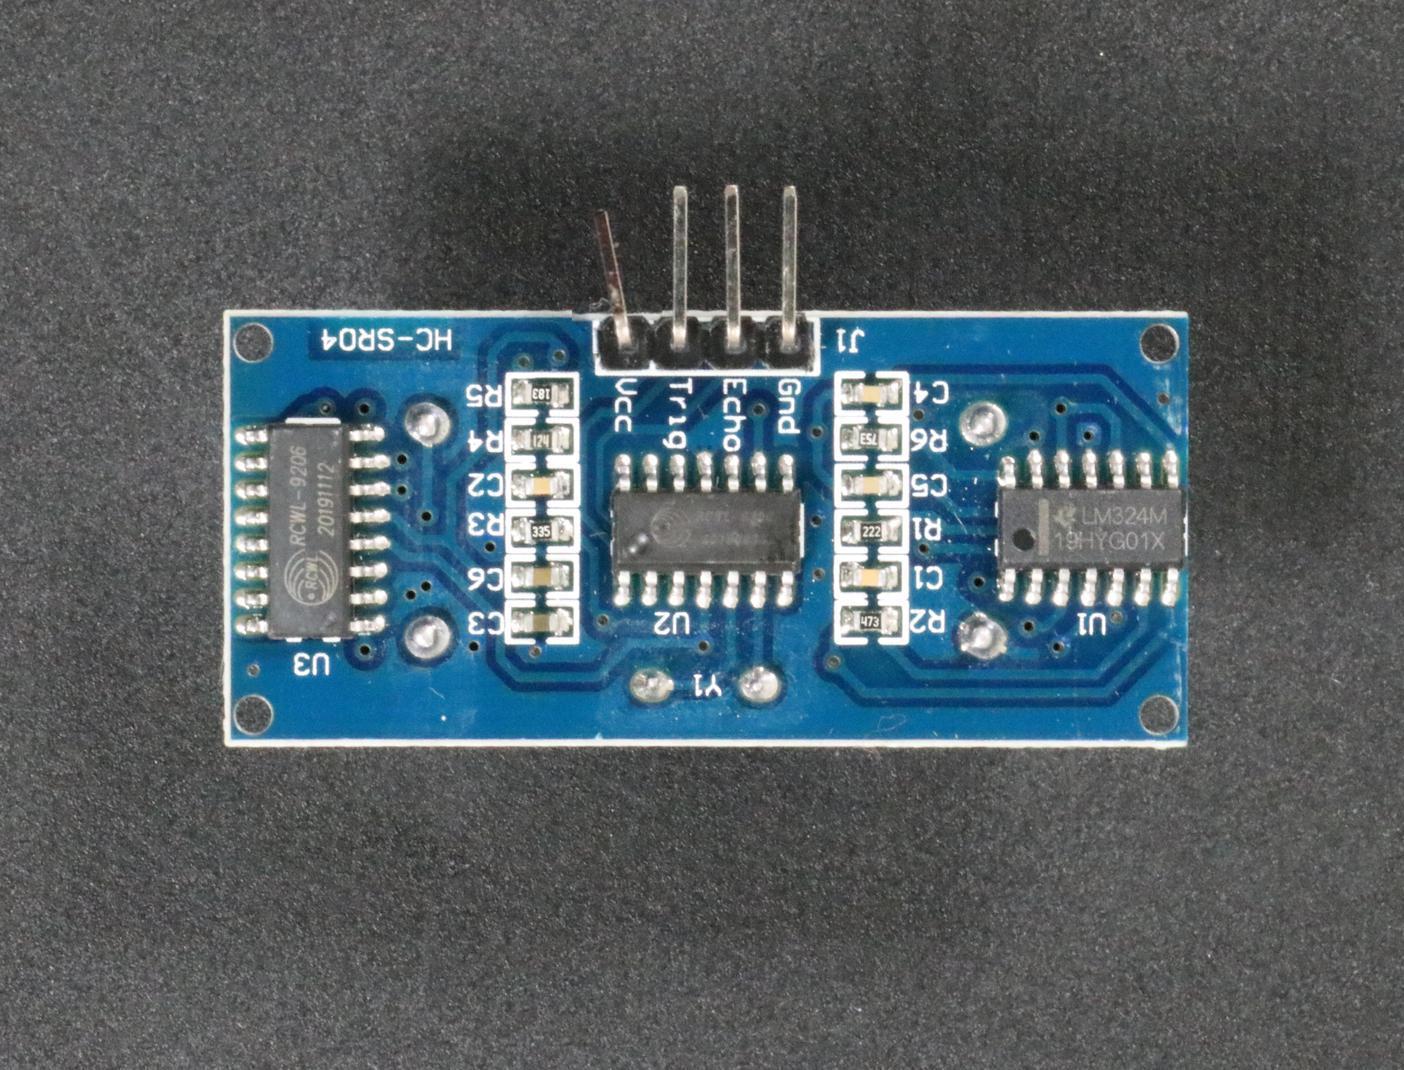 HC-SR04
J1
Vcc
Trig
Echo
Gnd
R5
183
R4
124
C2
R3
335
C6
C3
C4
R6
753
C5
R1
222
C1
R2
473
RCWL-9206
20191112
RCWL
U3
U2
Y1
LM324M
19HYG01X
U1